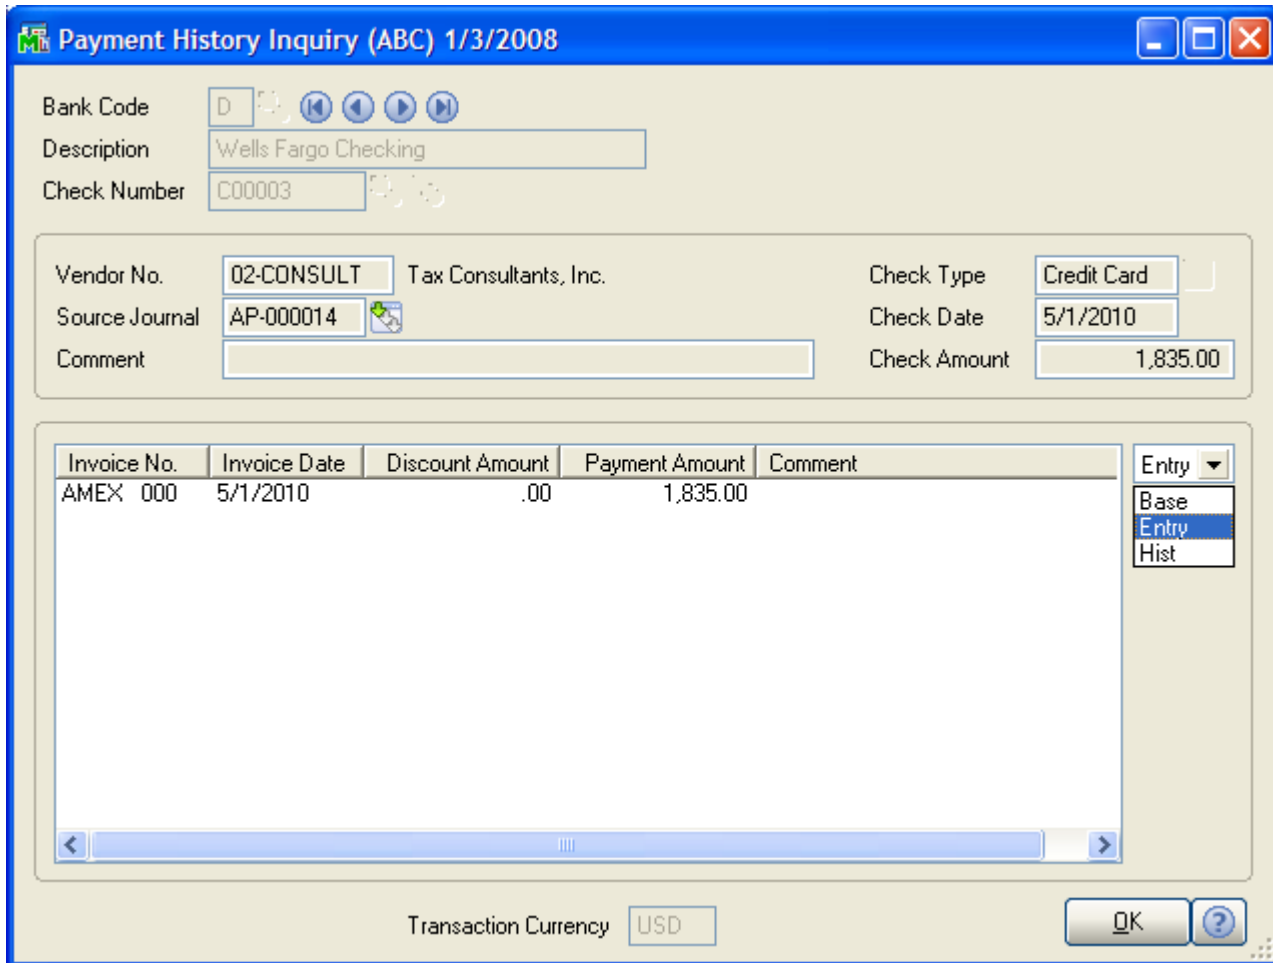 Payment History Inquiry (ABC) 1/3/2008
Bank Code D
Description Wells Fargo Checking
Check Number C00003
Vendor No. 02-CONSULT Tax Consultants, Inc. Check Type Credit Card
Source Journal AP-000014 Check Date 5/1/2010
Comment Check Amount 1,835.00
Invoice No. Invoice Date Discount Amount Payment Amount Comment Entry
AMEX 000 5/1/2010 .00 1,835.00 Base
Entry
Hist
Transaction Currency USD OK ?